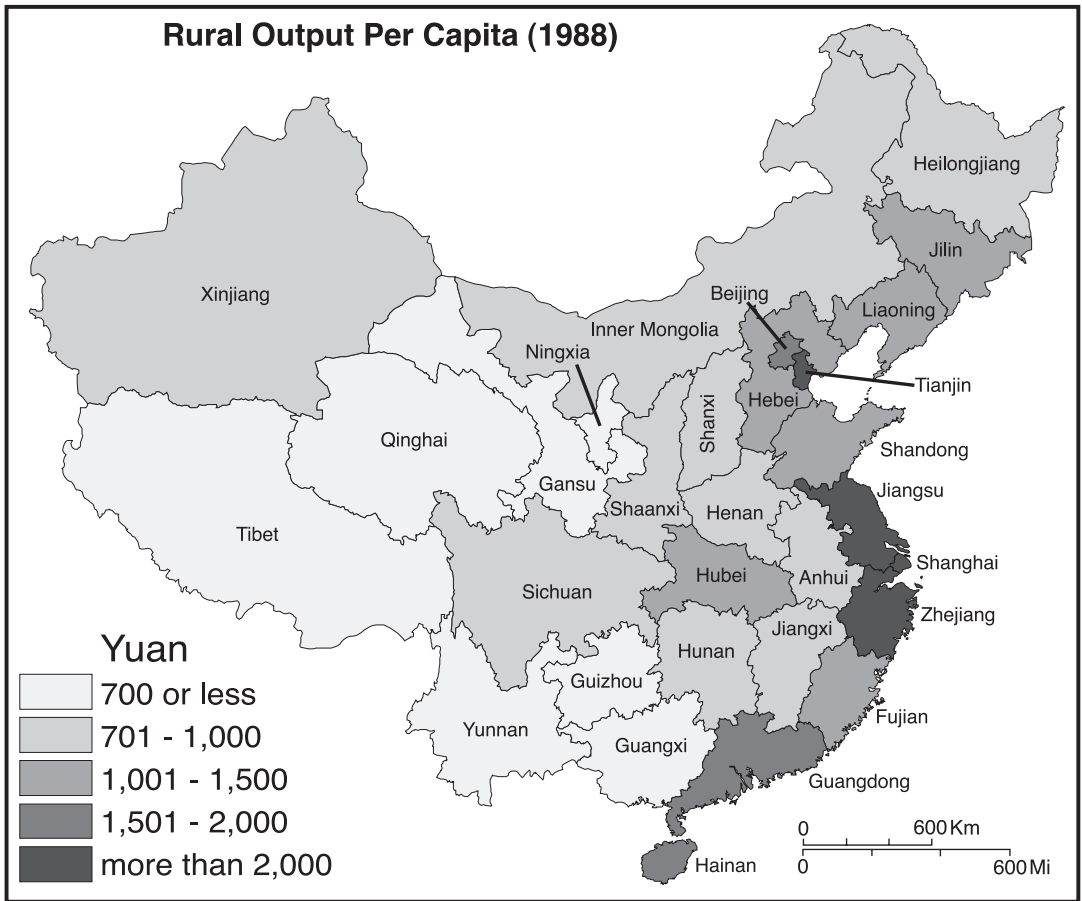 Rural Output Per Capita (1988)
Heilongjiang
Jilin
Xinjiang
Beijing
Liaoning
Inner Mongolia
Ningxia
Tianjin
Hebei
Shanxi
Qinghai
Shandong
Gansu
Jiangsu
Shaanxi
Henan
Tibet
Shanghai
Hubei
Anhui
Sichuan
Zhejiang
Jiangxi
Hunan
Yuan
Guizhou
700 or less
Fujian
Yunnan
701 - 1,000
Guangxi
1,001 - 1,500
Guangdong
1,501 - 2,000
0 600 Km
more than 2,000
Hainan
0 600 Mi